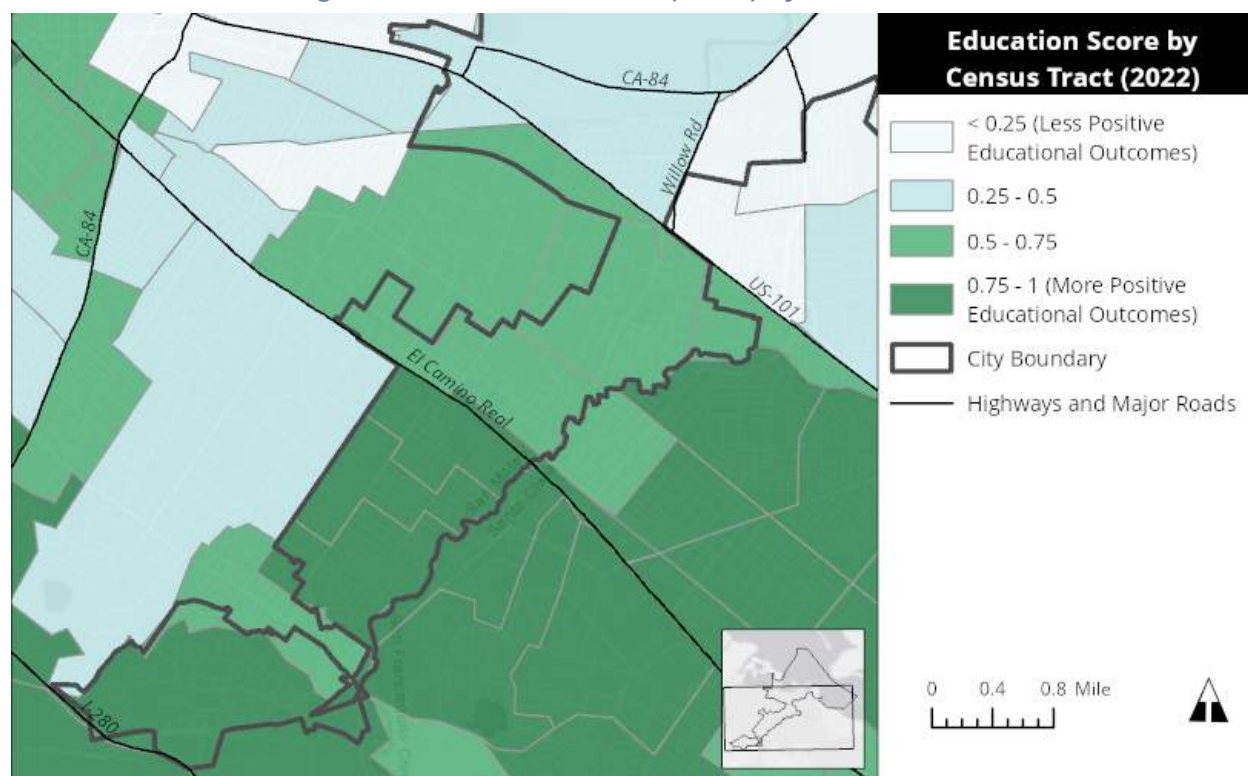 Education Score by
Census Tract (2022)
< 0.25 (Less Positive
Educational Outcomes)
0.25 - 0.5
0.5 - 0.75
0.75 - 1 (More Positive
Educational Outcomes)
City Boundary
Highways and Major Roads
0 0.4 0.8 Mile
CA-84
Willow Rd
CA-84
US-101
El Camino Real
I-280